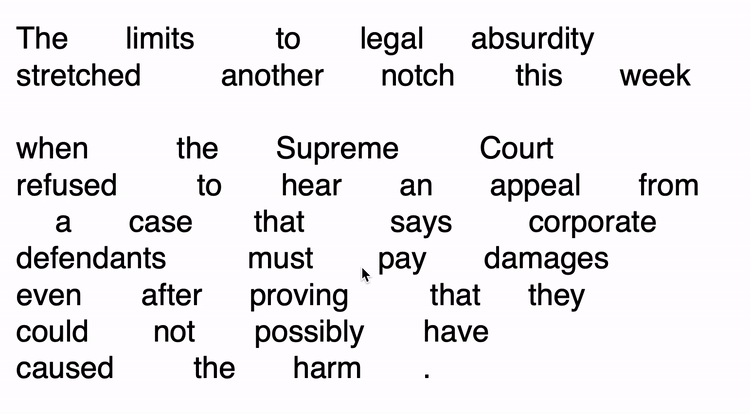 The limits to legal absurdity
stretched another notch this week
when the Supreme Court
refused to hear an appeal from
a case that says corporate
defendants must pay damages
even after proving that they
could not possibly have
caused the harm .